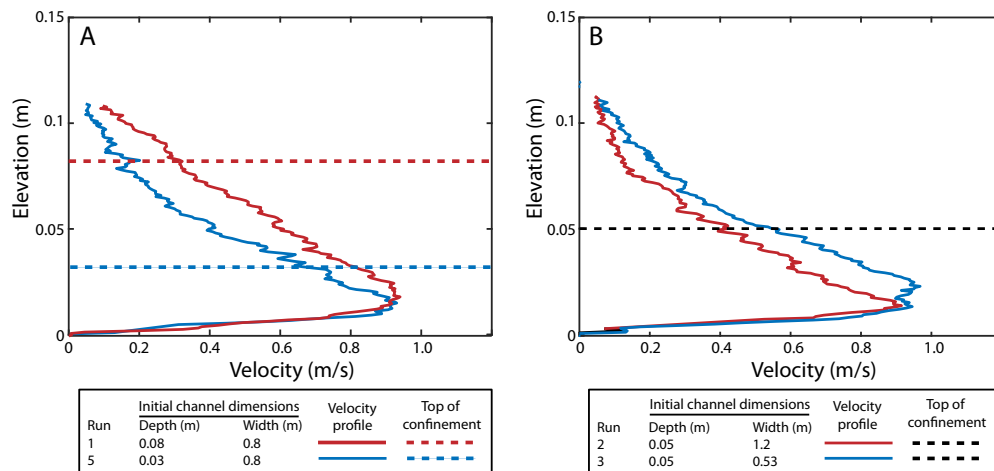 A
0.15
0.1
0.05
0
Elevation (m)
0 0.2 0.4 0.6 0.8 1.0
Velocity (m/s)
Initial channel dimensions Velocity Top of
Run Depth (m) Width (m) profile confinement
1 0.08 0.8
5 0.03 0.8
B
0.15
0.1
0.05
0
Elevation (m)
0 0.2 0.4 0.6 0.8 1.0
Velocity (m/s)
Initial channel dimensions Velocity Top of
Run Depth (m) Width (m) profile confinement
2 0.05 1.2
3 0.05 0.53